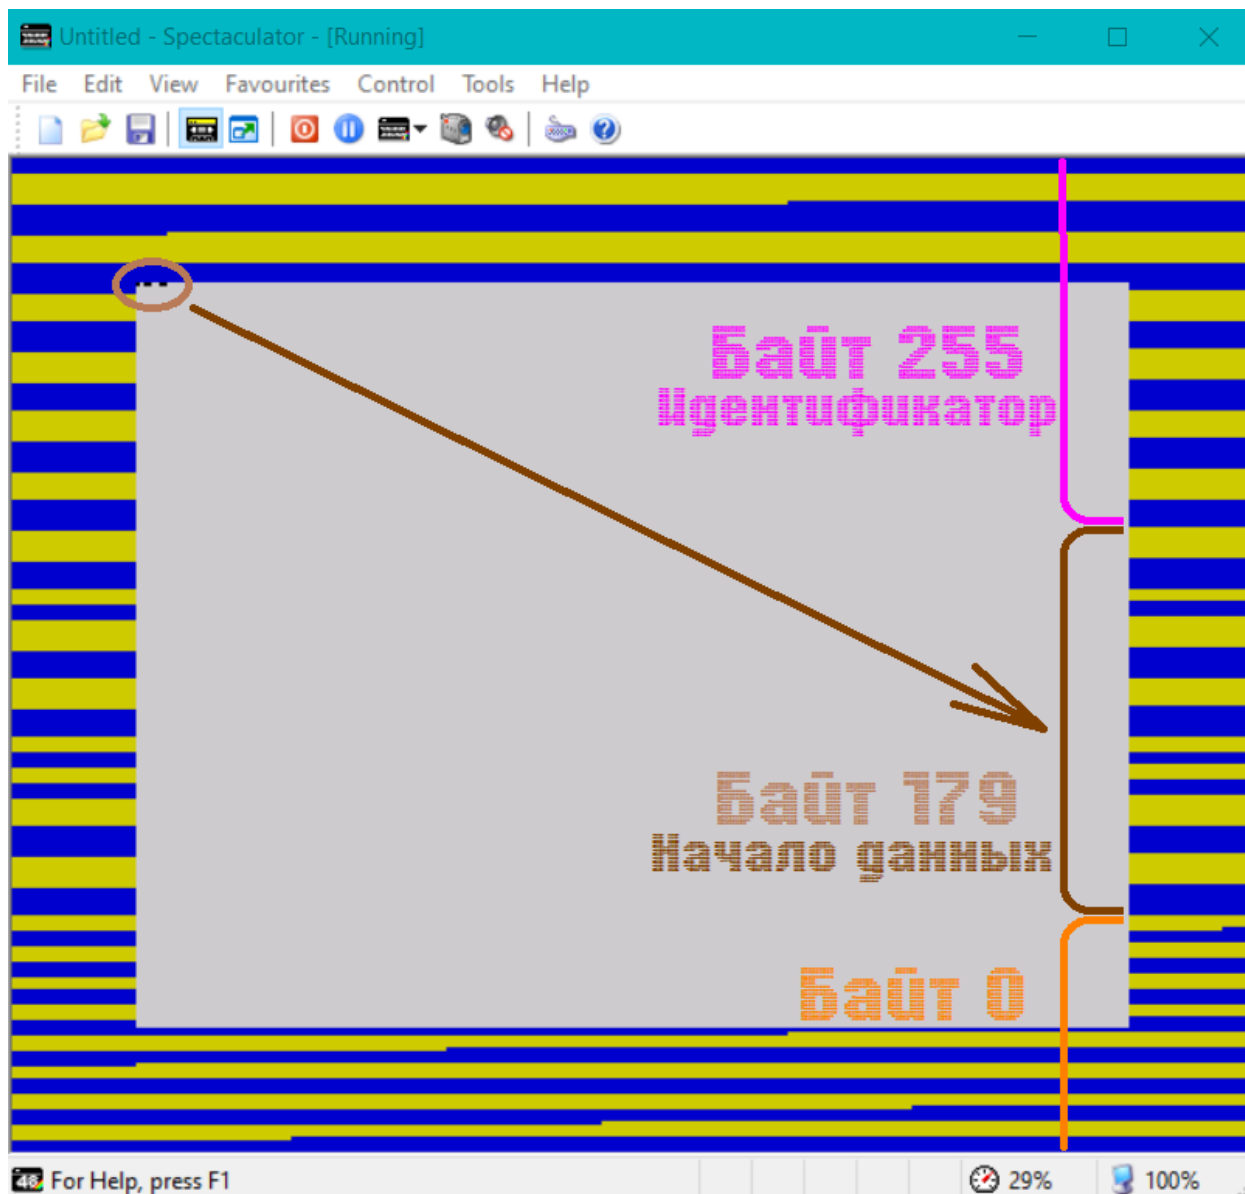 Untitled - Spectaculator - [Running]
File Edit View Favourites Control Tools Help
Байт 255
Идентификатор
Байт 179
Начало данных
Байт 0
48 For Help, press F1 29% 100%